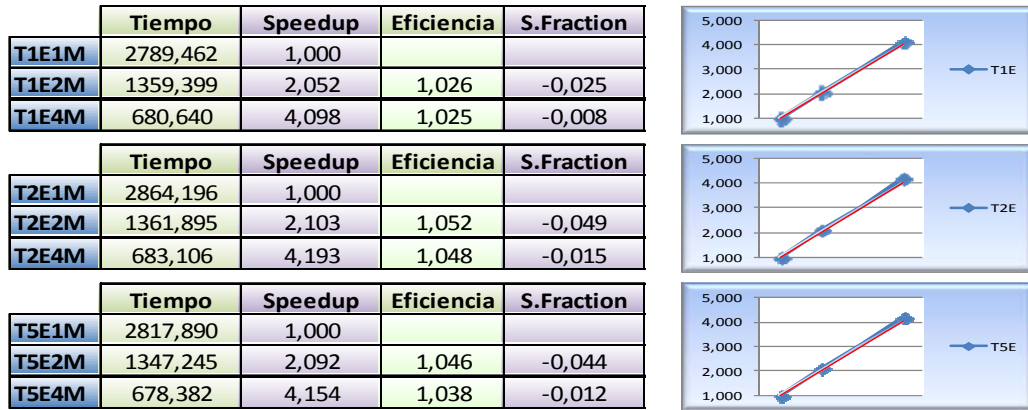 Tiempo Speedup Eficiencia S.Fraction
T1E1M 2789,462 1,000
T1E2M 1359,399 2,052 1,026 -0,025
T1E4M 680,640 4,098 1,025 -0,008
5,000
4,000
3,000
2,000
1,000
T1E
Tiempo Speedup Eficiencia S.Fraction
T2E1M 2864,196 1,000
T2E2M 1361,895 2,103 1,052 -0,049
T2E4M 683,106 4,193 1,048 -0,015
5,000
4,000
3,000
2,000
1,000
T2E
Tiempo Speedup Eficiencia S.Fraction
T5E1M 2817,890 1,000
T5E2M 1347,245 2,092 1,046 -0,044
T5E4M 678,382 4,154 1,038 -0,012
5,000
4,000
3,000
2,000
1,000
T5E